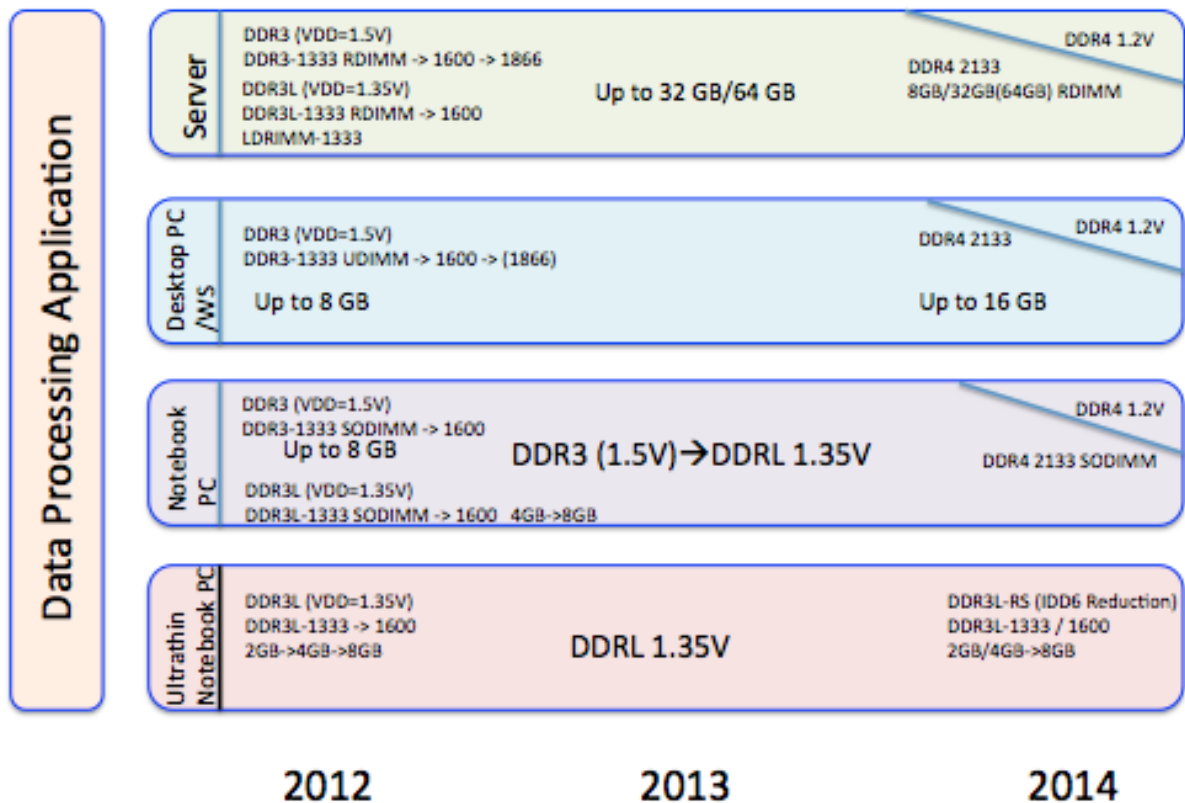 Data Processing Application
Server
DDR3 (VDD=1.5V)
DDR3-1333 RDIMM -> 1600 -> 1866
DDR3L (VDD=1.35V)
DDR3L-1333 RDIMM -> 1600
LDRIMM-1333
Up to 32 GB/64 GB
DDR4 1.2V
DDR4 2133
8GB/32GB(64GB) RDIMM
Desktop PC
/WS
DDR3 (VDD=1.5V)
DDR3-1333 UDIMM -> 1600 -> (1866)
Up to 8 GB
DDR4 2133
DDR4 1.2V
Up to 16 GB
Notebook
PC
DDR3 (VDD=1.5V)
DDR3-1333 SODIMM -> 1600
Up to 8 GB
DDR3L (VDD=1.35V)
DDR3L-1333 SODIMM -> 1600 4GB->8GB
DDR3 (1.5V)→DDRL 1.35V
DDR4 1.2V
DDR4 2133 SODIMM
Ultrathin
Notebook PC
DDR3L (VDD=1.35V)
DDR3L-1333 -> 1600
2GB->4GB->8GB
DDRL 1.35V
DDR3L-RS (IDD6 Reduction)
DDR3L-1333 / 1600
2GB/4GB->8GB
2012
2013
2014